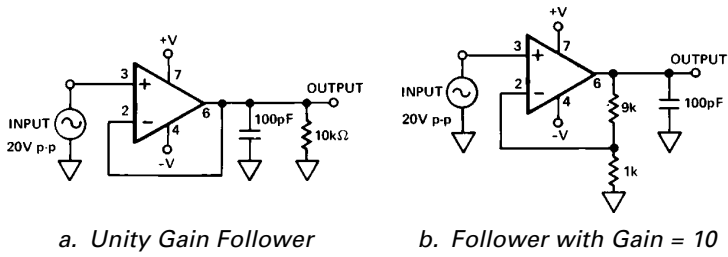 +V
3
7
+
OUTPUT
2
−
6
INPUT
4
100pF
10kΩ
20V p-p
-V
a. Unity Gain Follower
+V
3
7
+
OUTPUT
2
−
6
INPUT
4
9k
100pF
20V p-p
-V
1k
b. Follower with Gain = 10